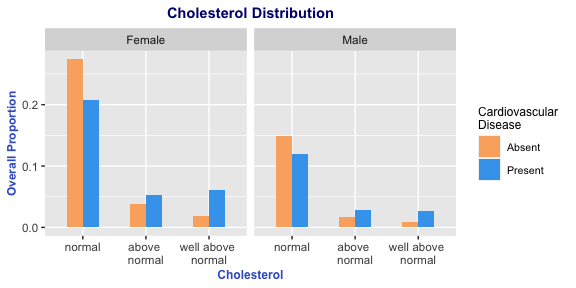 Cholesterol Distribution
Female
Male
Overall Proportion
0.2
0.1
0.0
normal
above
normal
well above
normal
normal
above
normal
well above
normal
Cholesterol
Cardiovascular
Disease
Absent
Present